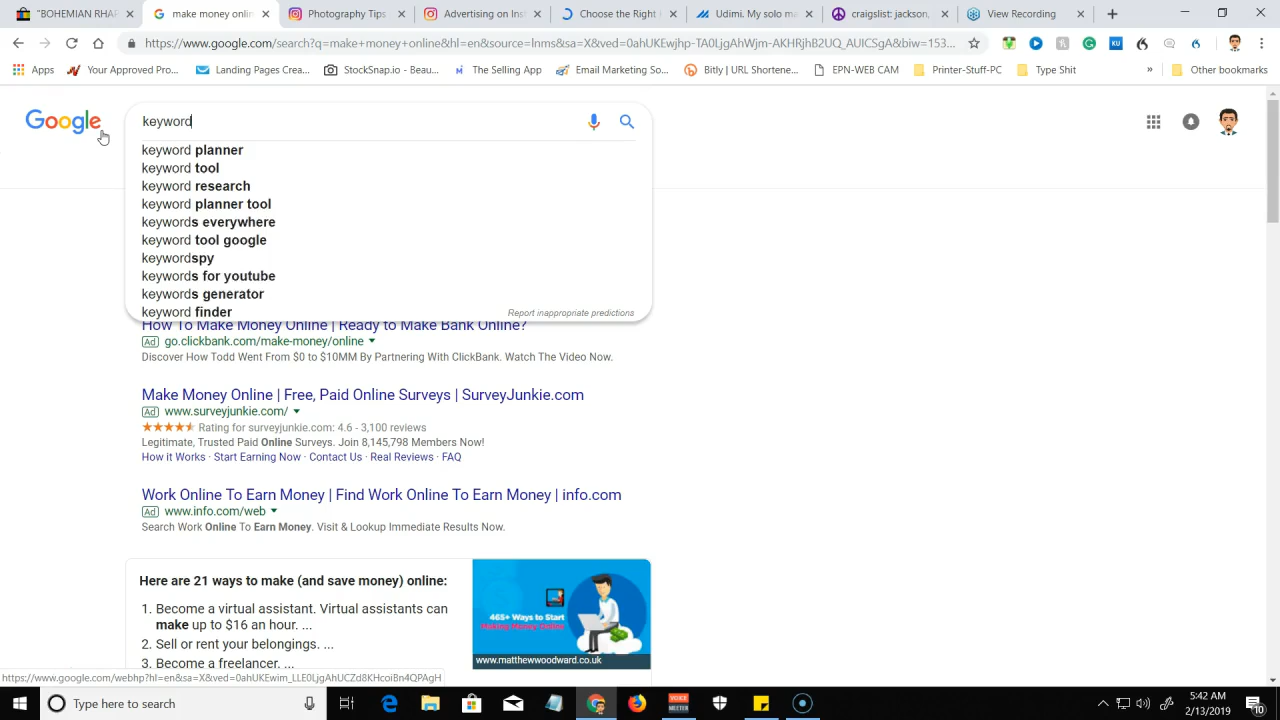 "BOHEMIAN RHAP
make money onlin
Photography Tips
Advertising on Ins
Choose the Right
Udimi. My solo m
craigslist: jackson,
View Recording
https://www.google.com/search?q=make+money+online&hl=en&source=lnms&sa=X&ved=0ahUKEwjhp-TA0LjgAhWjm-AKHRjhB2UQ_AUICSgA&biw=153...
KU
Apps
Your Approved Pro...
Landing Pages Crea...
StockSnap.io - Beau...
The Selling App
Email Marketing So...
Bitly | URL Shortene...
EPN-WEB CAM
Printer-Stuff-PC
Type Shit
»
Other bookmarks
Google
keyword
keyword planner
keyword tool
keyword research
keyword planner tool
keywords everywhere
keyword tool google
keywordspy
keywords for youtube
keywords generator
keyword finder
Report inappropriate predictions
How To Make Money Online | Ready to Make Bank Online?
Ad go.clickbank.com/make-money/online
Discover How Todd Went From $0 to $10MM By Partnering With ClickBank. Watch The Video Now.
Make Money Online | Free, Paid Online Surveys | SurveyJunkie.com
Ad www.surveyjunkie.com/
Rating for surveyjunkie.com: 4.6 - 3,100 reviews
Legitimate, Trusted Paid Online Surveys. Join 8,145,798 Members Now!
How it Works · Start Earning Now · Contact Us · Real Reviews · FAQ
Work Online To Earn Money | Find Work Online To Earn Money | info.com
Ad www.info.com/web
Search Work Online To Earn Money. Visit & Lookup Immediate Results Now.
Here are 21 ways to make (and save money) online:
1. Become a virtual assistant. Virtual assistants can
make up to $16 an hour. ...
2. Sell or rent your belongings. ...
3. Become a freelancer. ...
465+ Ways to Start
Making Money Online
www.matthewwoodward.co.uk
https://www.google.com/webhp?hl=en&sa=X&ved=0ahUKEwim_LLE0LjgAhUCZd8KHcoiBn4QPAgH
Type here to search
VOICE
MEETER
5:42 AM
2/13/2019
10